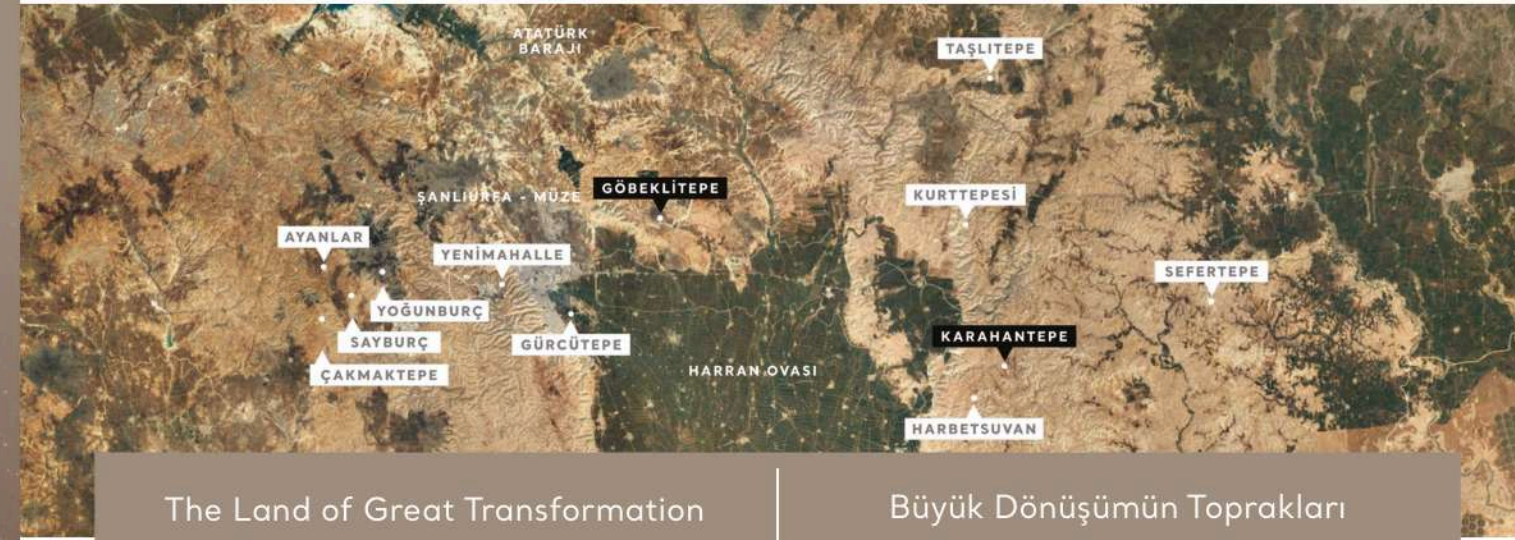 ATATÜRK
BARAJI
TAŞLITEPE
ŞANLIURFA - MÜZE
GÖBEKLİTEPE
KURTTEPESİ
AYANLAR
YENİMAHALLE
SEFERTEPE
YOĞUNBURÇ
SAYBURÇ
GÜRCÜTEPE
KARAHANTEPE
ÇAKMAKTEPE
HARRAN OVASI
HARBETSUVAN
The Land of Great Transformation
Büyük Dönüşümün Toprakları